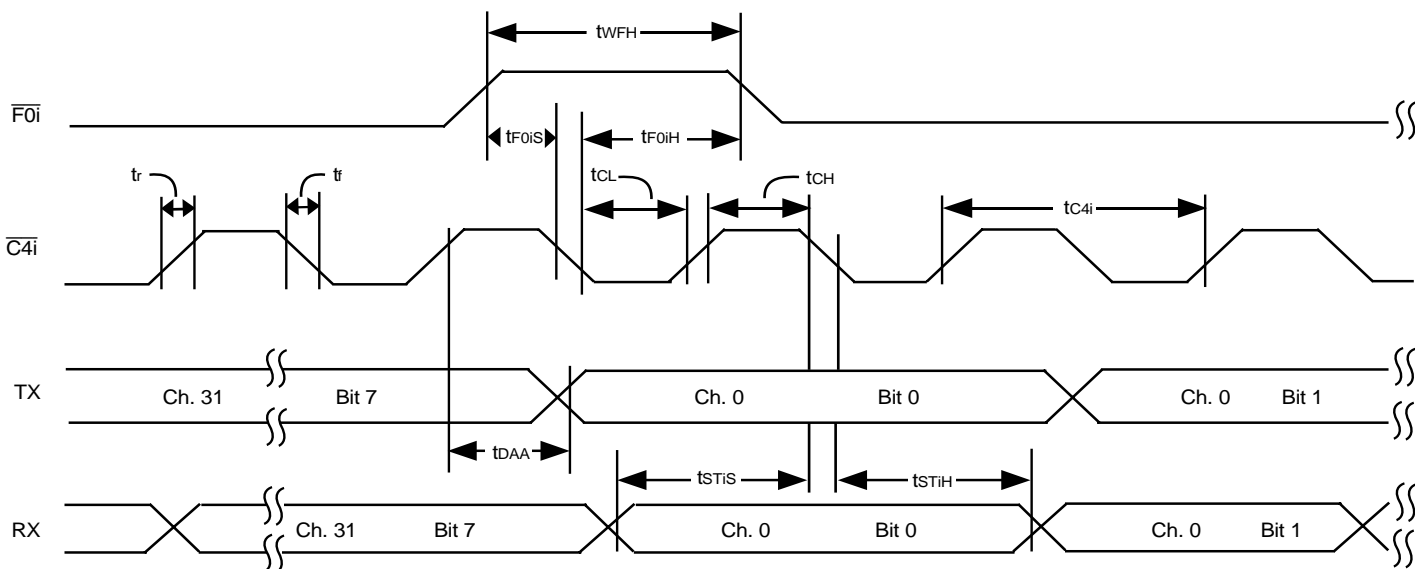 tWFH
F0i
tF0iS
tF0iH
tr
tf
tCL
tCH
tC4i
C4i
TX
Ch. 31 Bit 7
Ch. 0 Bit 0
Ch. 0 Bit 1
tDAA
tSTiS
tSTiH
RX
Ch. 31 Bit 7
Ch. 0 Bit 0
Ch. 0 Bit 1